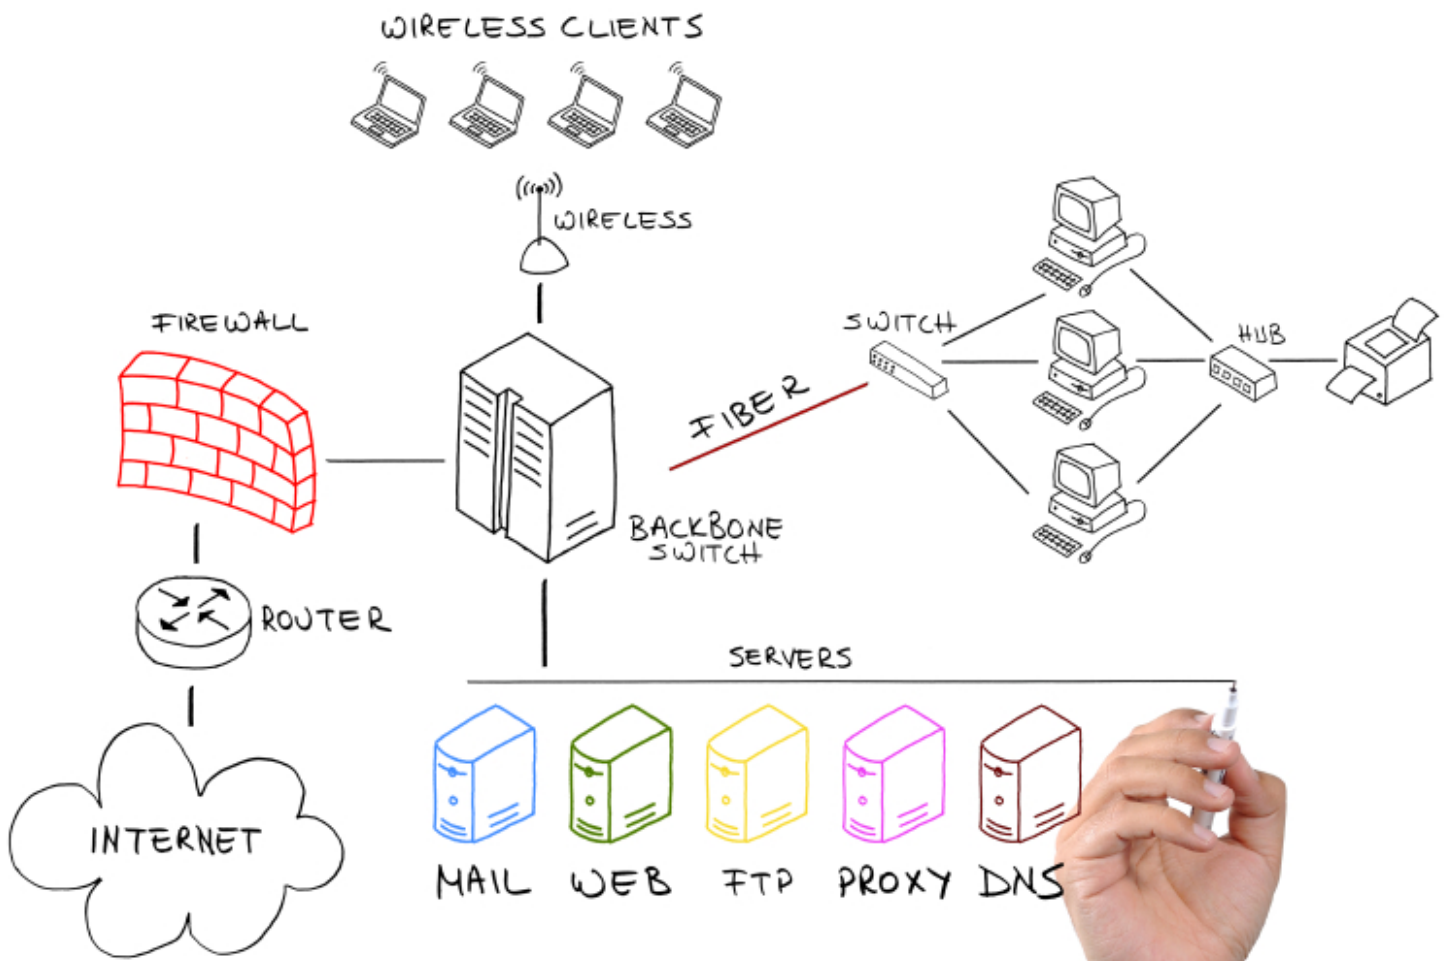 WIRELESS CLIENTS
WIRELESS
FIREWALL
SWITCH
HUB
FIBER
BACKBONE
SWITCH
ROUTER
SERVERS
INTERNET
MAIL
WEB
FTP
PROXY
DNS